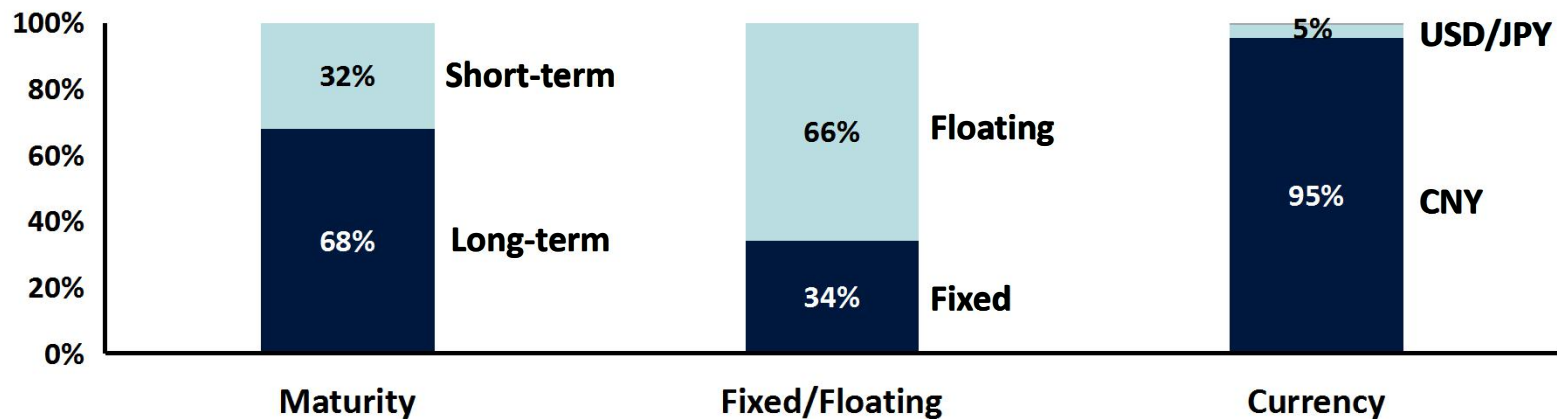 100%
80%
60%
40%
20%
0%
32%
Short-term
68%
Long-term
66%
Floating
34%
Fixed
5%
USD/JPY
95%
CNY
Maturity
Fixed/Floating
Currency